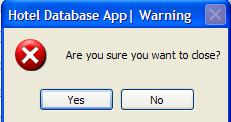 Hotel Database App| Warning
Are you sure you want to close?
Yes
No